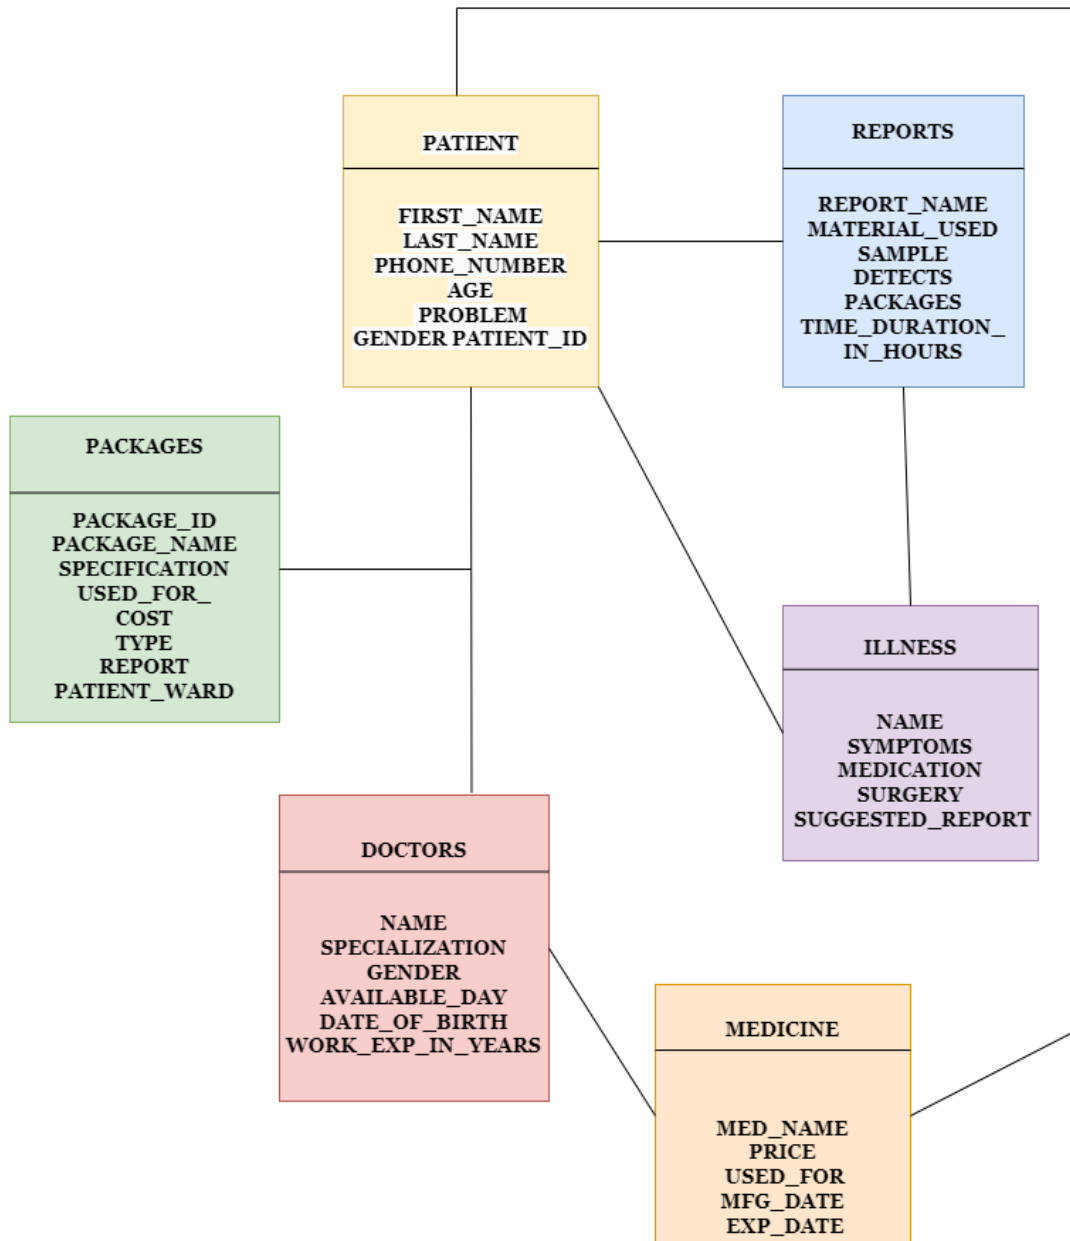 PATIENT
FIRST_NAME
LAST_NAME
PHONE_NUMBER
AGE
PROBLEM
GENDER PATIENT_ID
REPORTS
REPORT_NAME
MATERIAL_USED
SAMPLE
DETECTS
PACKAGES
TIME_DURATION_
IN_HOURS
PACKAGES
PACKAGE_ID
PACKAGE_NAME
SPECIFICATION
USED_FOR_
COST
TYPE
REPORT
PATIENT_WARD
ILLNESS
NAME
SYMPTOMS
MEDICATION
SURGERY
SUGGESTED_REPORT
DOCTORS
NAME
SPECIALIZATION
GENDER
AVAILABLE_DAY
DATE_OF_BIRTH
WORK_EXP_IN_YEARS
MEDICINE
MED_NAME
PRICE
USED_FOR
MFG_DATE
EXP_DATE